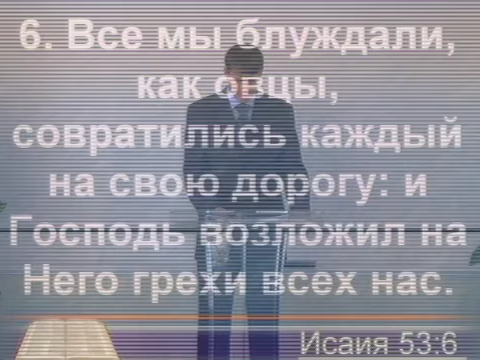 6. Все мы блуждали,
как овцы,
совратились каждый
на свою дорогу: и
Господь возложил на
Него грехи всех нас.
Исаия 53:6